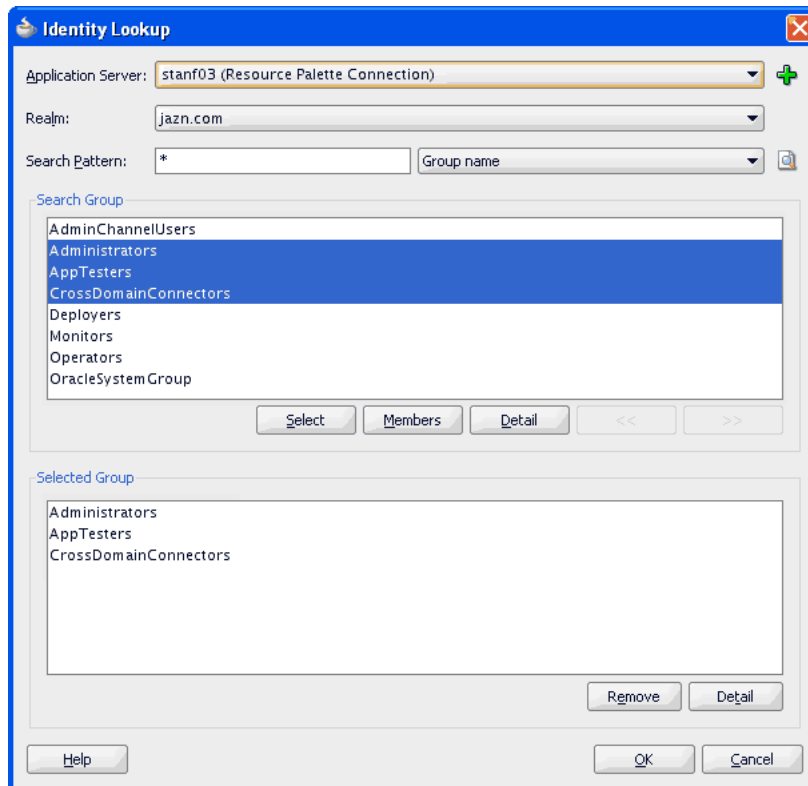 Identity Lookup
Application Server: stanf03 (Resource Palette Connection)
Realm: jazn.com
Search Pattern: * Group name
Search Group
AdminChannelUsers
Administrators
AppTesters
CrossDomainConnectors
Deployers
Monitors
Operators
OracleSystemGroup
Select Members Detail << >>
Selected Group
Administrators
AppTesters
CrossDomainConnectors
Remove Detail
Help OK Cancel